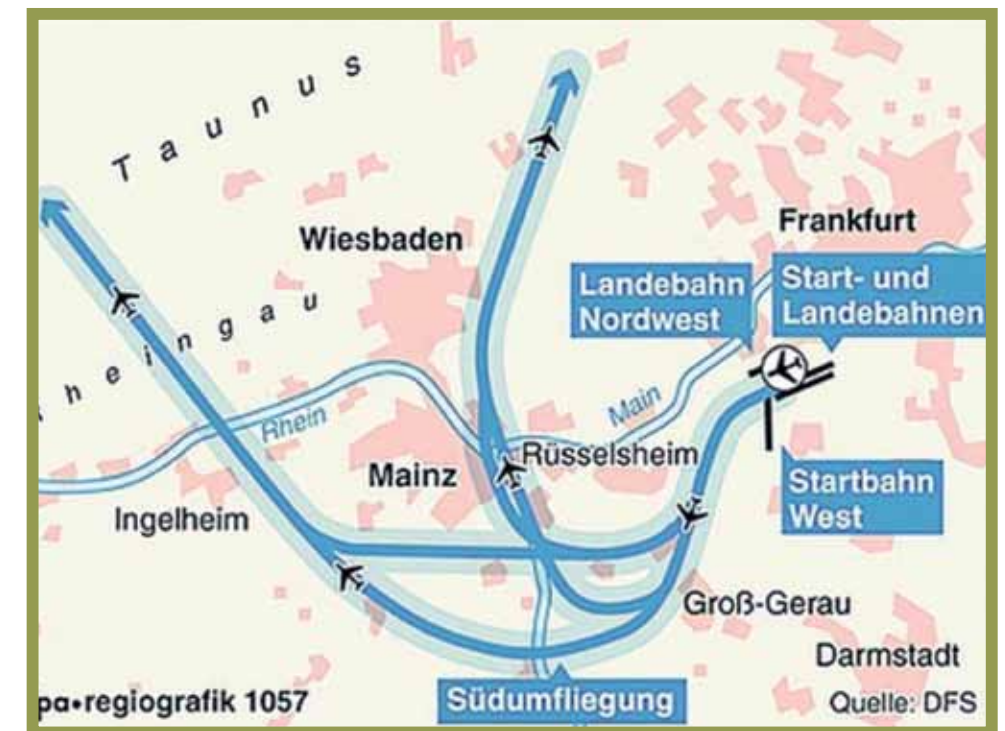 Taunus
Wiesbaden
Frankfurt
Landebahn
Nordwest
Start- und
Landebahnen
heingau
Rhein
Main
Mainz
Rüsselsheim
Startbahn
West
Ingelheim
Groß-Gerau
Darmstadt
Südumfliegung
pa•regiografik 1057
Quelle: DFS